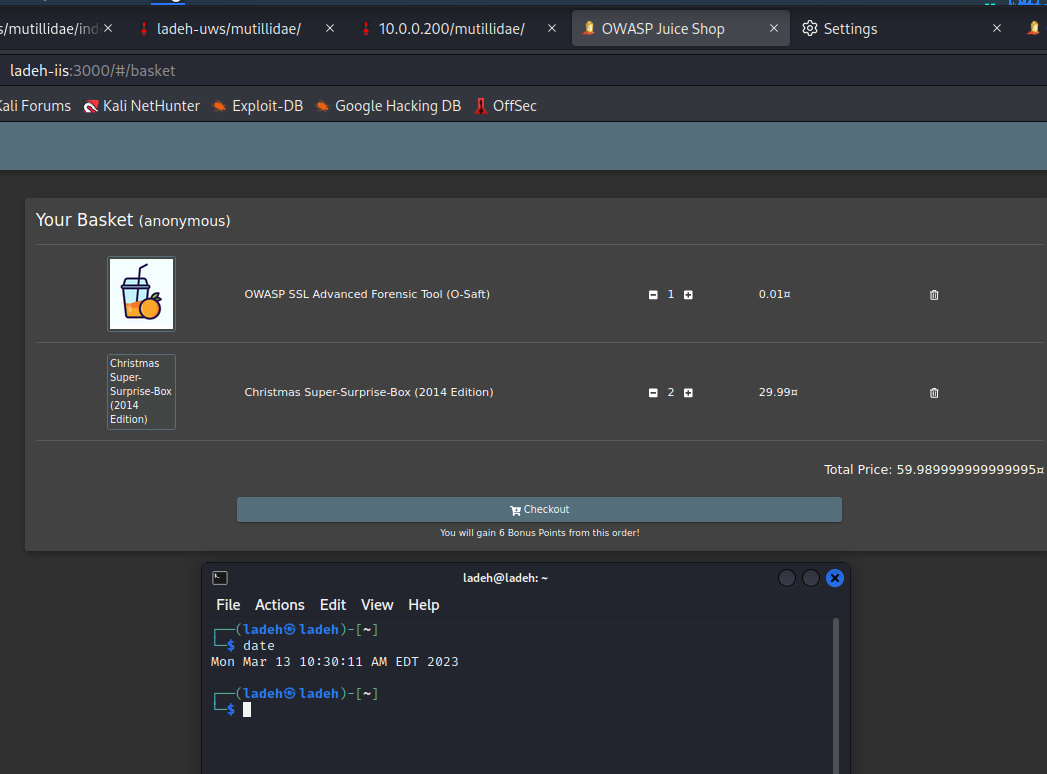 s/mutillidae/ind ladeh-uws/mutillidae/ 10.0.0.200/mutillidae/ OWASP Juice Shop Settings
ladeh-iis:3000/#/basket
Kali Forums Kali NetHunter Exploit-DB Google Hacking DB OffSec
Your Basket (anonymous)
OWASP SSL Advanced Forensic Tool (O-Saft) 1 0.01¤
Christmas
Super-
Surprise-Box
(2014
Edition)
Christmas Super-Surprise-Box (2014 Edition) 2 29.99¤
Total Price: 59.989999999999995¤
Checkout
You will gain 6 Bonus Points from this order!
ladeh@ladeh: ~
File Actions Edit View Help
┌──(ladeh㉿ladeh)-[~]
└─$ date
Mon Mar 13 10:30:11 AM EDT 2023
┌──(ladeh㉿ladeh)-[~]
└─$